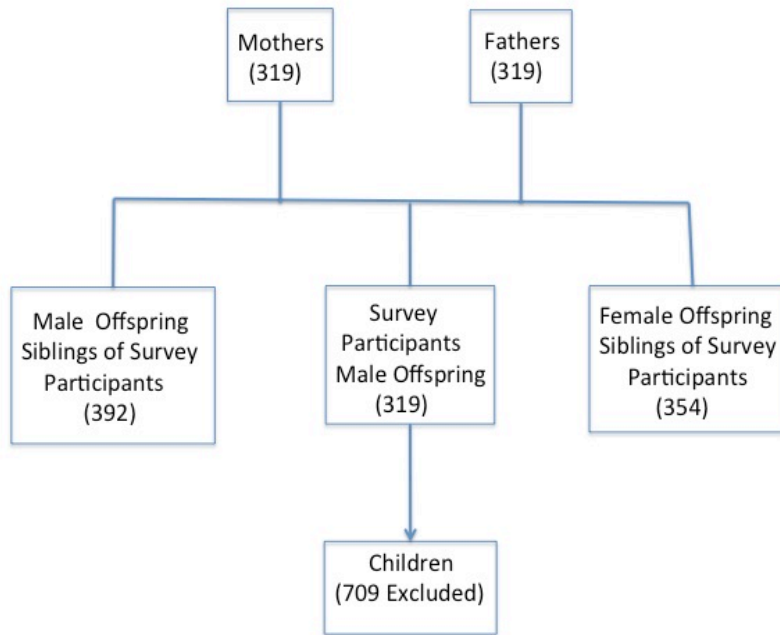 Mothers
(319)
Fathers
(319)
Male Offspring
Siblings of Survey
Participants
(392)
Survey
Participants
Male Offspring
(319)
Female Offspring
Siblings of Survey
Participants
(354)
Children
(709 Excluded)